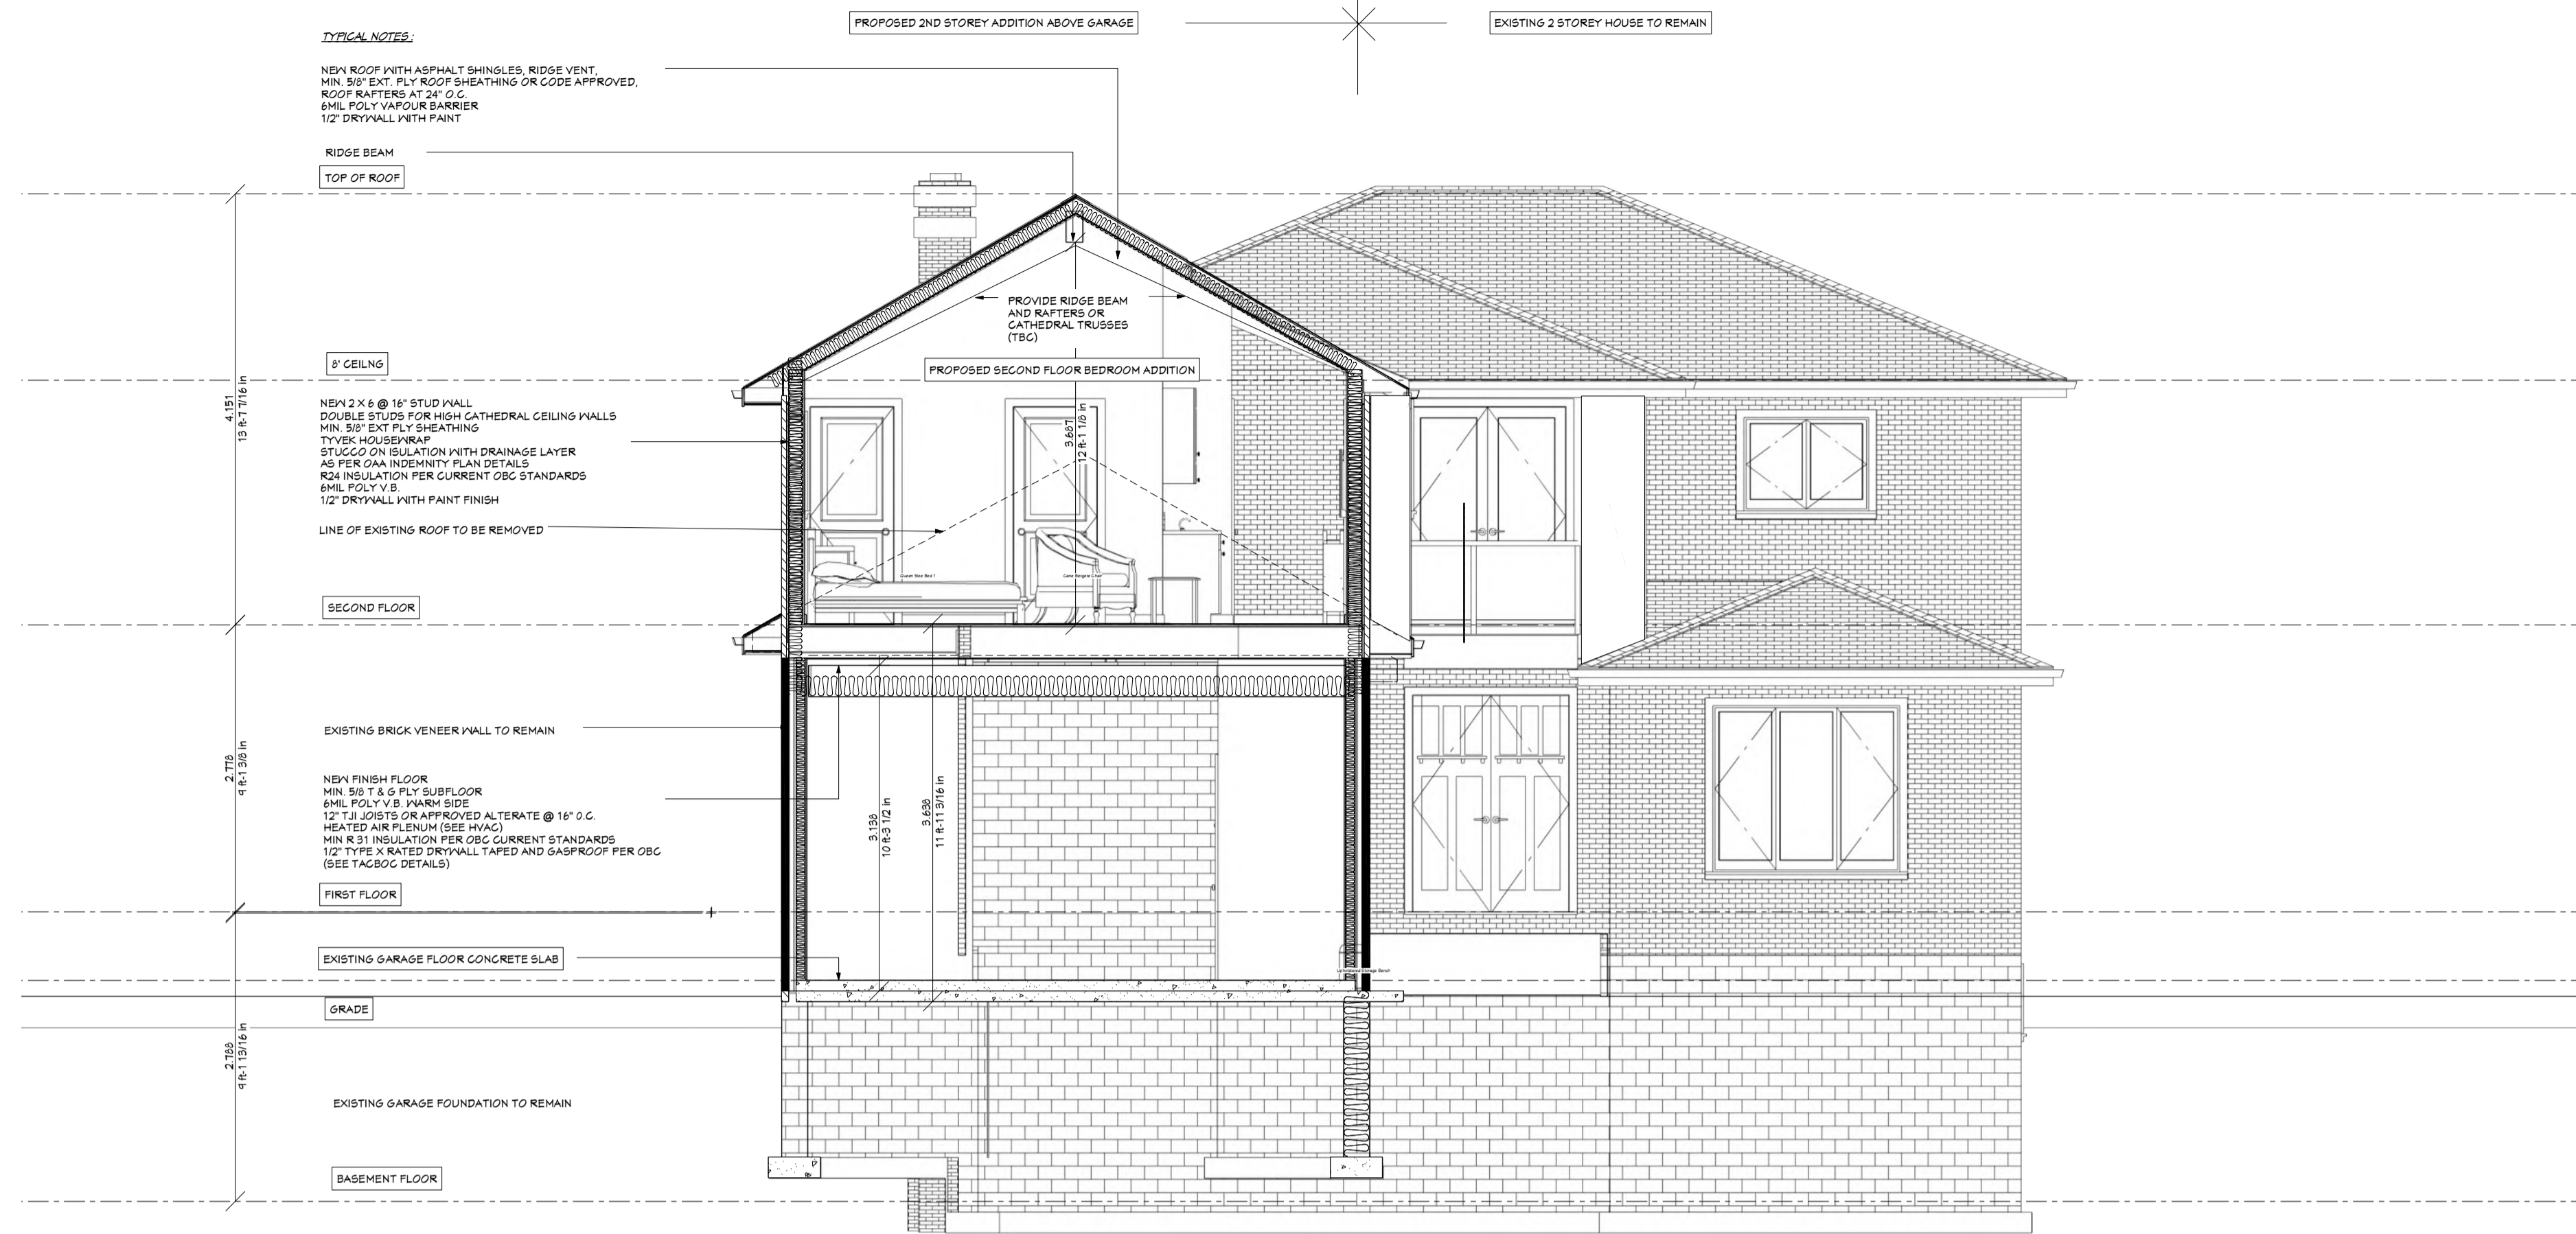 PROPOSED 2ND STOREY ADDITION ABOVE GARAGE
EXISTING 2 STOREY HOUSE TO REMAIN
TYPICAL NOTES :
NEW ROOF WITH ASPHALT SHINGLES, RIDGE VENT,
MIN. 5/8" EXT. PLY ROOF SHEATHING OR CODE APPROVED,
ROOF RAFTERS AT 24" O.C.
6MIL POLY VAPOUR BARRIER
1/2" DRYWALL WITH PAINT
RIDGE BEAM
TOP OF ROOF
PROVIDE RIDGE BEAM
AND RAFTERS OR
CATHEDRAL TRUSSES
(TBC)
8' CEILNG
PROPOSED SECOND FLOOR BEDROOM ADDITION
4.151
13 ft-7 7/16 in
NEW 2 X 6 @ 16" STUD WALL
DOUBLE STUDS FOR HIGH CATHEDRAL CEILING WALLS
MIN. 5/8" EXT PLY SHEATHING
TYVEK HOUSEWRAP
STUCCO ON ISULATION WITH DRAINAGE LAYER
AS PER OAA INDEMNITY PLAN DETAILS
R24 INSULATION PER CURRENT OBC STANDARDS
6MIL POLY V.B.
1/2" DRYWALL WITH PAINT FINISH
3.687
12 ft-1 1/8 in
LINE OF EXISTING ROOF TO BE REMOVED
Queen Size Bed 1
SECOND FLOOR
EXISTING BRICK VENEER WALL TO REMAIN
2.778
9 ft-1 3/8 in
NEW FINISH FLOOR
MIN. 5/8 T & G PLY SUBFLOOR
6MIL POLY V.B. WARM SIDE
12" TJI JOISTS OR APPROVED ALTERATE @ 16" O.C.
HEATED AIR PLENUM (SEE HVAC)
MIN R 31 INSULATION PER OBC CURRENT STANDARDS
1/2" TYPE X RATED DRYWALL TAPED AND GASPROOF PER OBC
(SEE TACBOC DETAILS)
3.138
10 ft-3 1/2 in
3.638
11 ft-11 3/16 in
FIRST FLOOR
EXISTING GARAGE FLOOR CONCRETE SLAB
Upholstered Storage Bench
GRADE
2.788
9 ft-1 13/16 in
EXISTING GARAGE FOUNDATION TO REMAIN
BASEMENT FLOOR